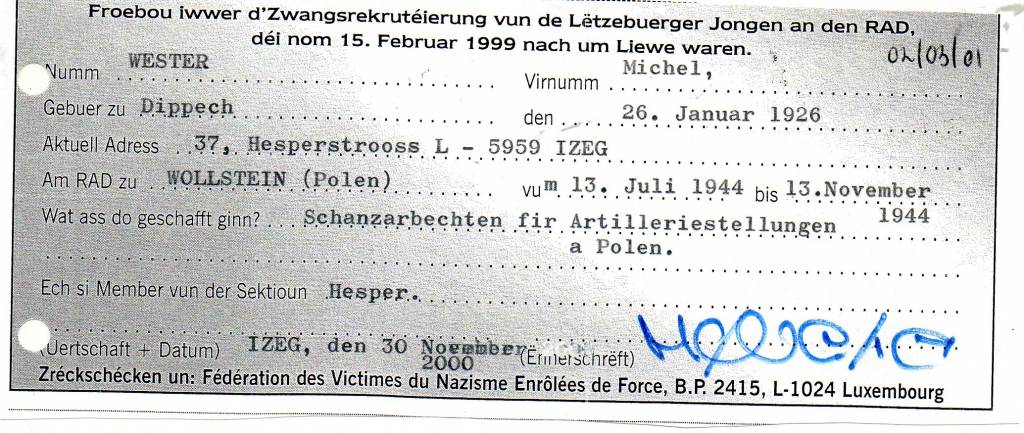 Froebou iwwer d'Zwangsrekrutéierung vun de Lëtzebuerger Jongen an den RAD,
déi nom 15. Februar 1999 nach um Liewe waren.
02/03/01
Numm WESTER Virnumm Michel,
Gebuer zu Dippech den 26. Januar 1926
Aktuell Adress 37, Hesperstrooss L - 5959 IZEG
Am RAD zu WOLLSTEIN (Polen) vum 13. Juli 1944 bis 13.November
1944
Wat ass do geschafft ginn? Schanzarbechten fir Artilleriestellungen
a Polen.
Ech si Member vun der Sektioun Hesper.
(Uertschaft + Datum) IZEG, den 30 November
2000 (Ënnerschrëft)
Zréckschécken un: Fédération des Victimes du Nazisme Enrôlées de Force, B.P. 2415, L-1024 Luxembourg